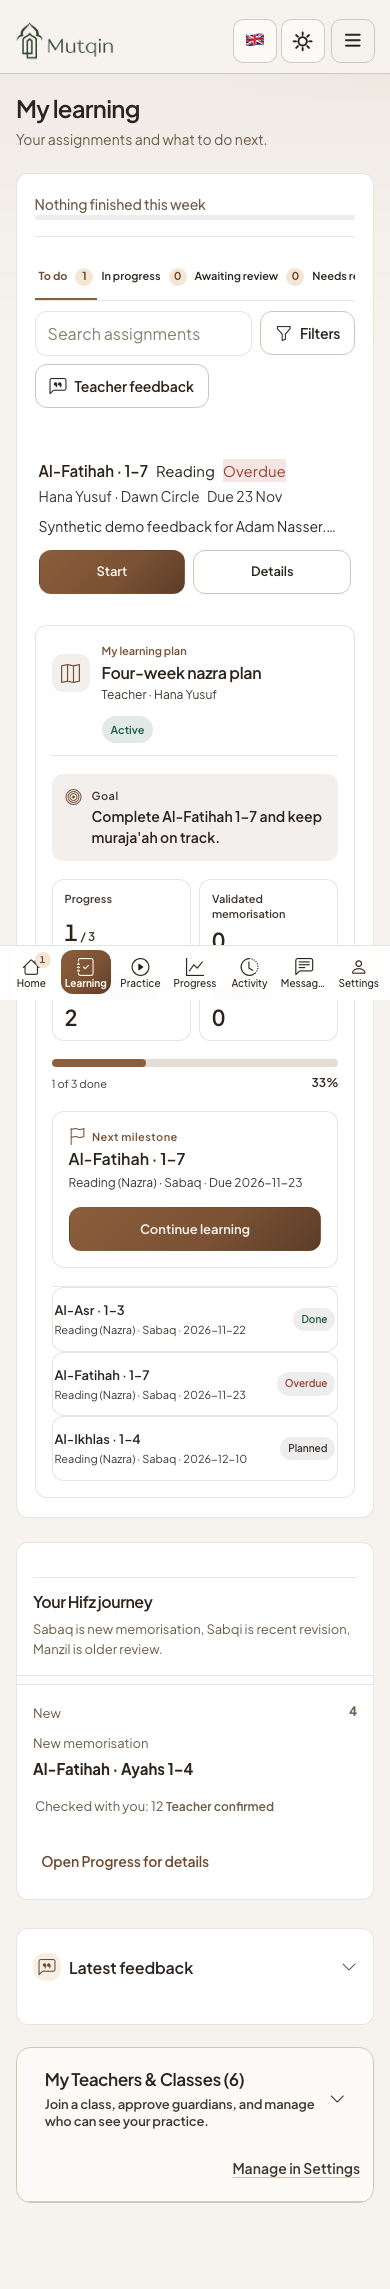 Mutqin
My learning
Your assignments and what to do next.
Nothing finished this week
To do 1 In progress 0 Awaiting review 0 Needs re
Search assignments
Filters
Teacher feedback
Al-Fatihah · 1–7 Reading Overdue
Hana Yusuf · Dawn Circle Due 23 Nov
Synthetic demo feedback for Adam Nasser....
Start
Details
My learning plan
Four-week nazra plan
Teacher · Hana Yusuf
Active
Goal
Complete Al-Fatihah 1–7 and keep
muraja'ah on track.
Progress
1 / 3
Validated
memorisation
0
1
Home Learning Practice Progress Activity Messag... Settings
2
0
1 of 3 done
33%
Next milestone
Al-Fatihah · 1–7
Reading (Nazra) · Sabaq · Due 2026-11-23
Continue learning
Al-Asr · 1–3
Reading (Nazra) · Sabaq · 2026-11-22
Done
Al-Fatihah · 1–7
Reading (Nazra) · Sabaq · 2026-11-23
Overdue
Al-Ikhlas · 1–4
Reading (Nazra) · Sabaq · 2026-12-10
Planned
Your Hifz journey
Sabaq is new memorisation, Sabqi is recent revision,
Manzil is older review.
New
4
New memorisation
Al-Fatihah · Ayahs 1–4
Checked with you: 12 Teacher confirmed
Open Progress for details
Latest feedback
My Teachers & Classes (6)
Join a class, approve guardians, and manage
who can see your practice.
Manage in Settings